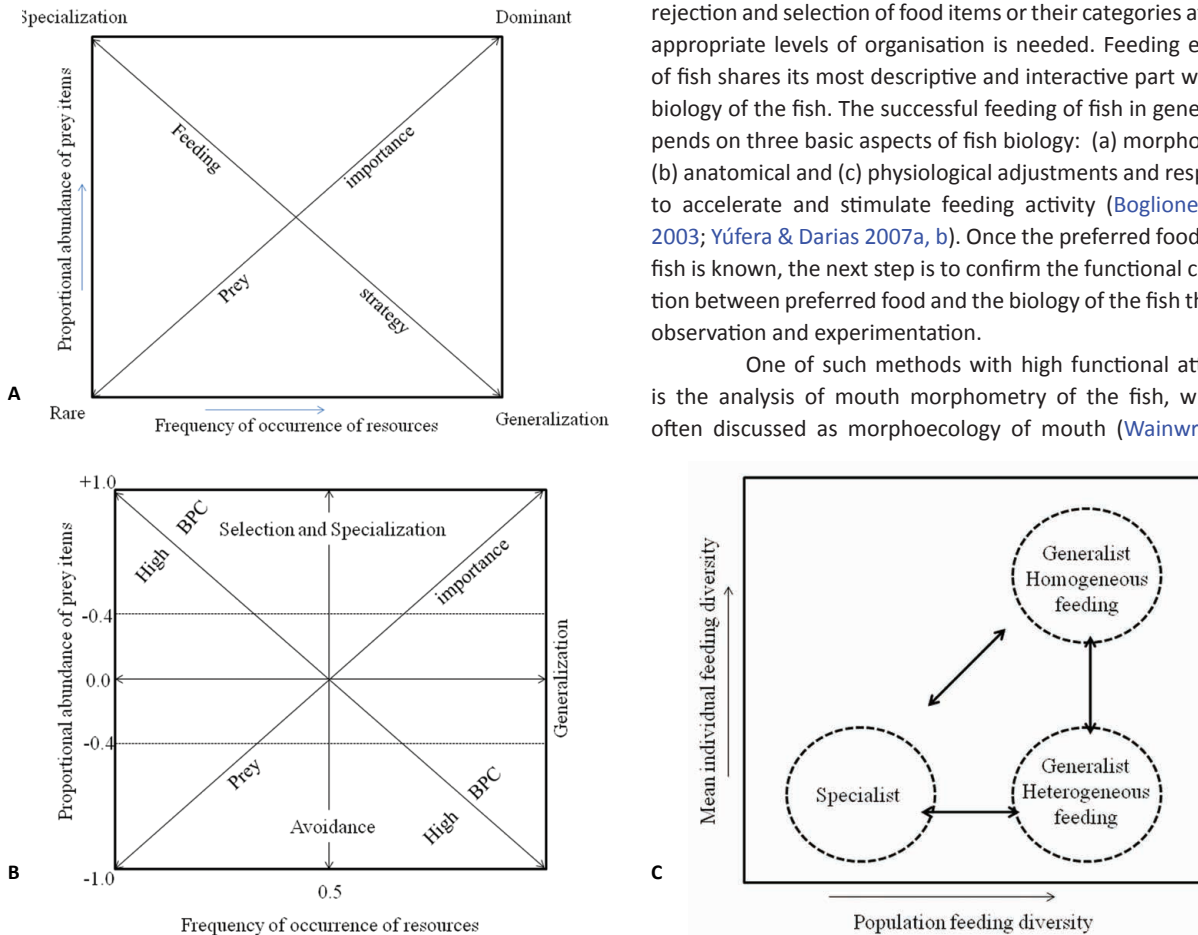 Specialization
Dominant
Proportional abundance of prey items
Feeding
importance
Prey
strategy
A
Rare
Frequency of occurrence of resources
Generalization
rejection and selection of food items or their categories a
appropriate levels of organisation is needed. Feeding e
of fish shares its most descriptive and interactive part w
biology of the fish. The successful feeding of fish in gene
pends on three basic aspects of fish biology: (a) morpho
(b) anatomical and (c) physiological adjustments and resp
to accelerate and stimulate feeding activity (Boglione
2003; Yúfera & Darias 2007a, b). Once the preferred food
fish is known, the next step is to confirm the functional c
tion between preferred food and the biology of the fish th
observation and experimentation.
One of such methods with high functional att
is the analysis of mouth morphometry of the fish, w
often discussed as morphoecology of mouth (Wainwr
+1.0
BPC
Selection and Specialization
High
importance
Proportional abundance of prey items
-0.4
0.0
Generalization
-0.4
Prey
BPC
Avoidance
High
B
-1.0
0.5
Frequency of occurrence of resources
Mean individual feeding diversity
Generalist
Homogeneous
feeding
Specialist
Generalist
Heterogeneous
feeding
C
Population feeding diversity